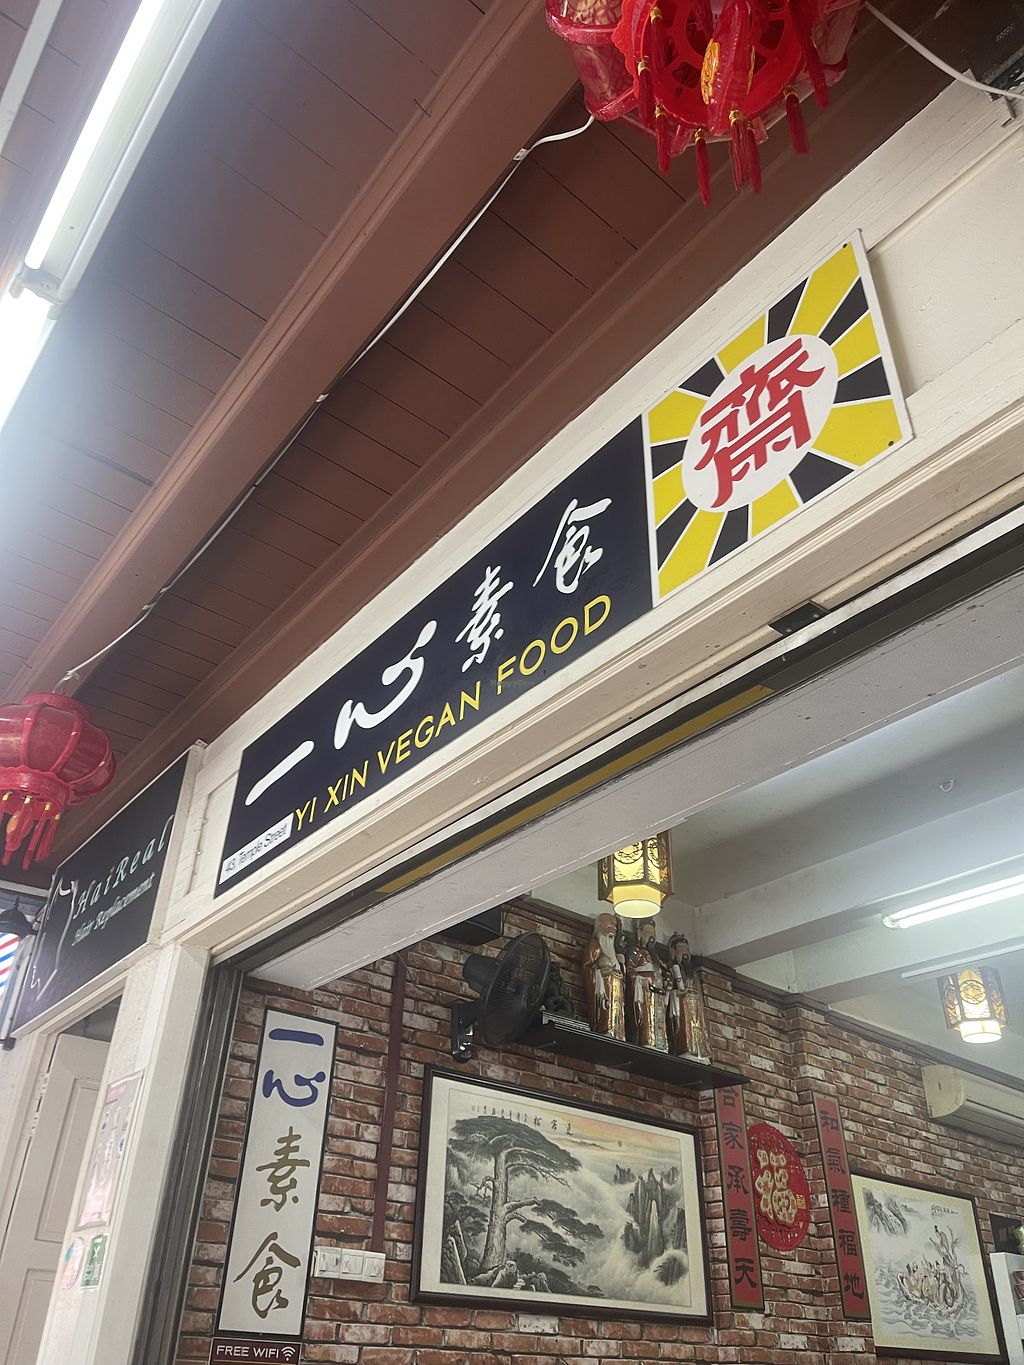 齋
一心素食
YI XIN VEGAN FOOD
43, Temple Street
HaiReal
Hair Replacement
一心素食
FREE WIFI
合家承壽天
福
和氣種福地